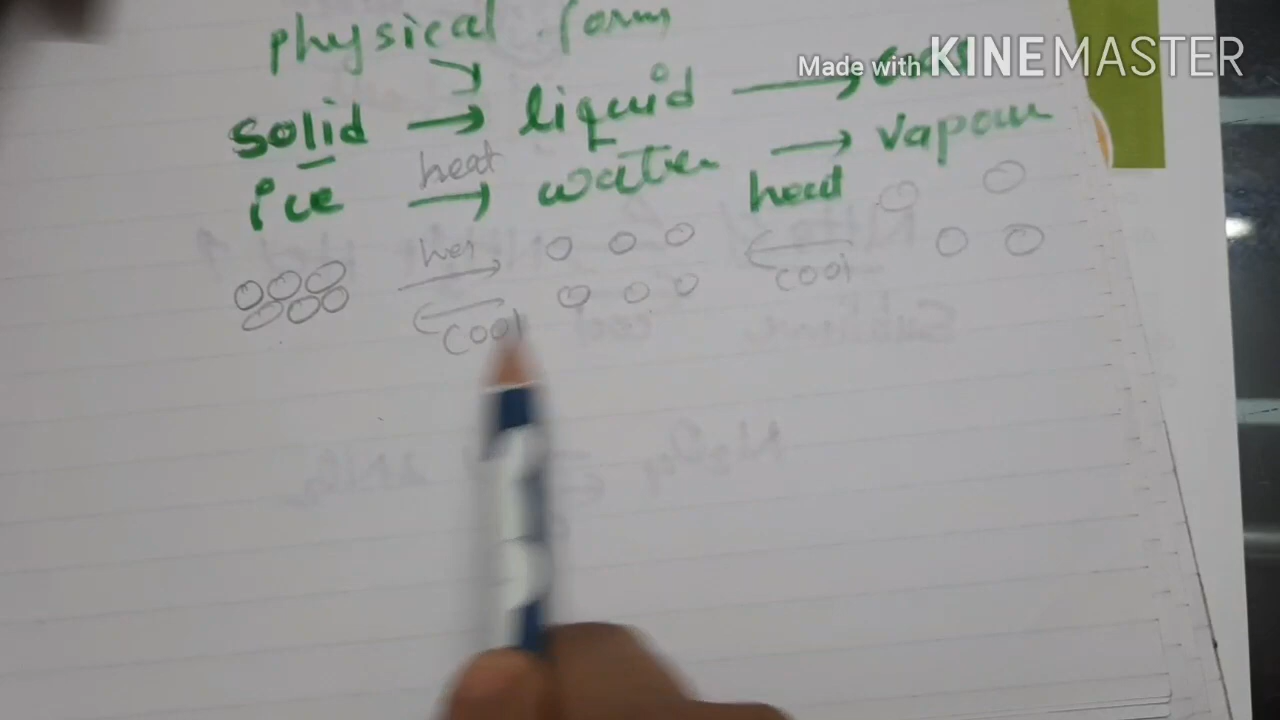 physical form
Made with KINEMASTER
solid → liquid →
heat
ice → water → vapour
heat
heat
→
← cool
← cool